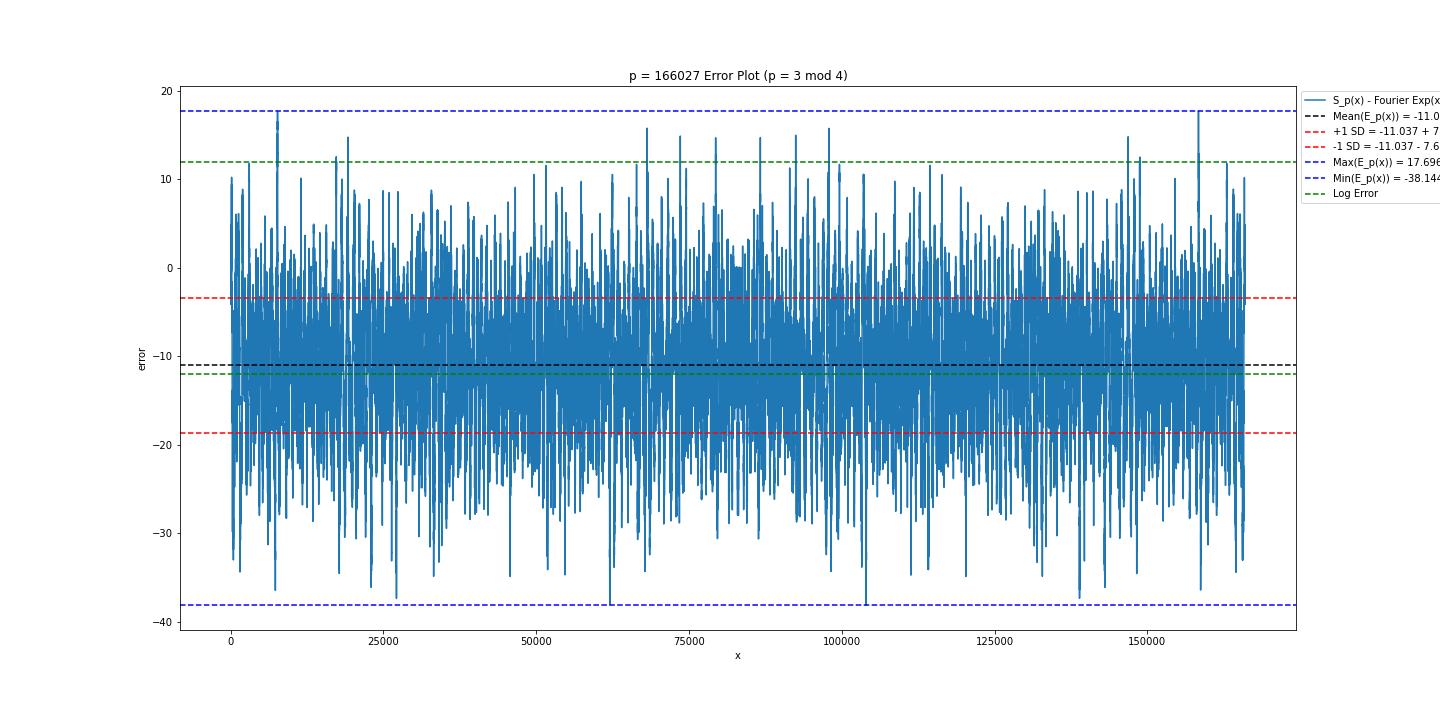 p = 166027 Error Plot (p = 3 mod 4)
20
10
0
−10
−20
−30
−40
error
0
25000
50000
75000
100000
125000
150000
x
S_p(x) - Fourier Exp(x
Mean(E_p(x)) = -11.0
+1 SD = -11.037 + 7
-1 SD = -11.037 - 7.6
Max(E_p(x)) = 17.696
Min(E_p(x)) = -38.144
Log Error